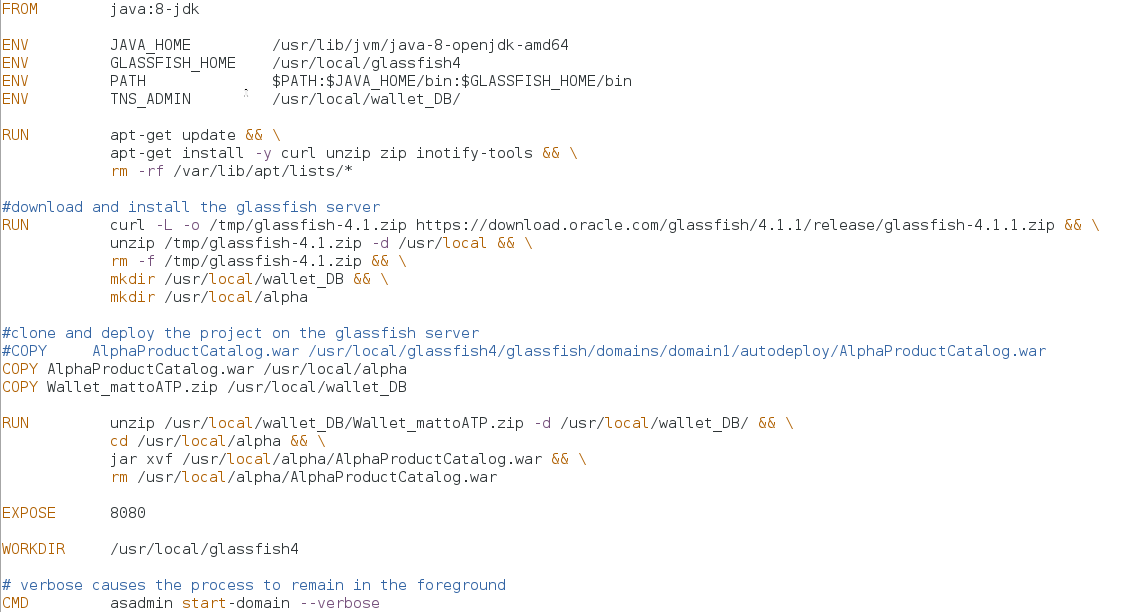 FROM java:8-jdk
ENV JAVA_HOME /usr/lib/jvm/java-8-openjdk-amd64
ENV GLASSFISH_HOME /usr/local/glassfish4
ENV PATH $PATH:$JAVA_HOME/bin:$GLASSFISH_HOME/bin
ENV TNS_ADMIN /usr/local/wallet_DB/
RUN apt-get update && \
apt-get install -y curl unzip zip inotify-tools && \
rm -rf /var/lib/apt/lists/*
#download and install the glassfish server
RUN curl -L -o /tmp/glassfish-4.1.zip https://download.oracle.com/glassfish/4.1.1/release/glassfish-4.1.1.zip && \
unzip /tmp/glassfish-4.1.zip -d /usr/local && \
rm -f /tmp/glassfish-4.1.zip && \
mkdir /usr/local/wallet_DB && \
mkdir /usr/local/alpha
#clone and deploy the project on the glassfish server
#COPY AlphaProductCatalog.war /usr/local/glassfish4/glassfish/domains/domain1/autodeploy/AlphaProductCatalog.war
COPY AlphaProductCatalog.war /usr/local/alpha
COPY Wallet_mattoATP.zip /usr/local/wallet_DB
RUN unzip /usr/local/wallet_DB/Wallet_mattoATP.zip -d /usr/local/wallet_DB/ && \
cd /usr/local/alpha && \
jar xvf /usr/local/alpha/AlphaProductCatalog.war && \
rm /usr/local/alpha/AlphaProductCatalog.war
EXPOSE 8080
WORKDIR /usr/local/glassfish4
# verbose causes the process to remain in the foreground
CMD asadmin start-domain --verbose